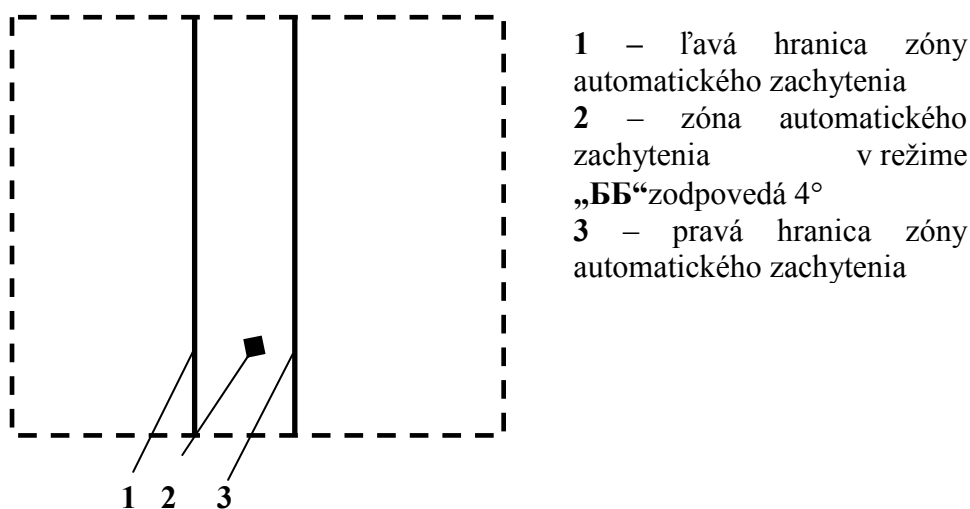 1 – ľavá hranica zóny
automatického zachytenia
2 – zóna automatického
zachytenia v režime
„ББ“zodpovedá 4°
3 – pravá hranica zóny
automatického zachytenia
1 2 3